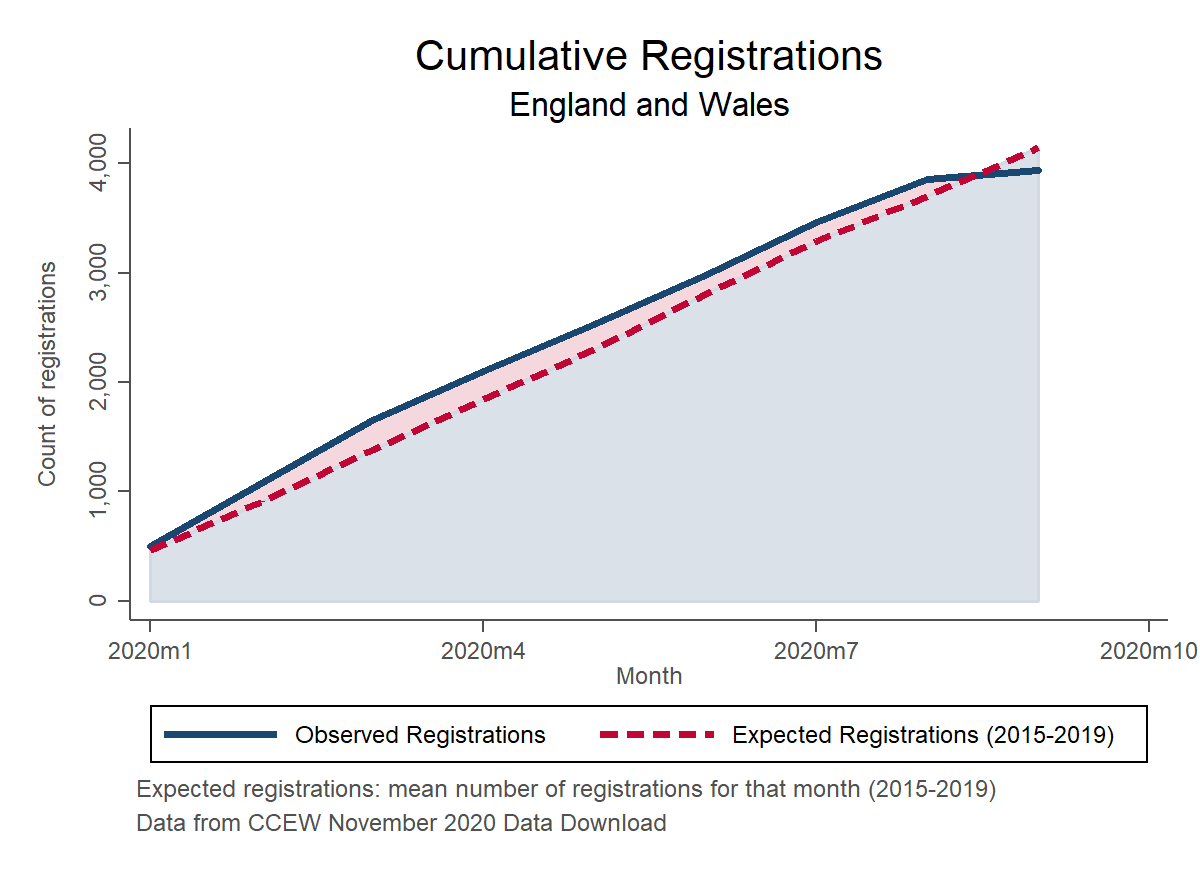 Cumulative Registrations
England and Wales
Count of registrations
4,000
3,000
2,000
1,000
0
2020m1 2020m4 2020m7 2020m10
Month
Observed Registrations Expected Registrations (2015-2019)
Expected registrations: mean number of registrations for that month (2015-2019)
Data from CCEW November 2020 Data Download